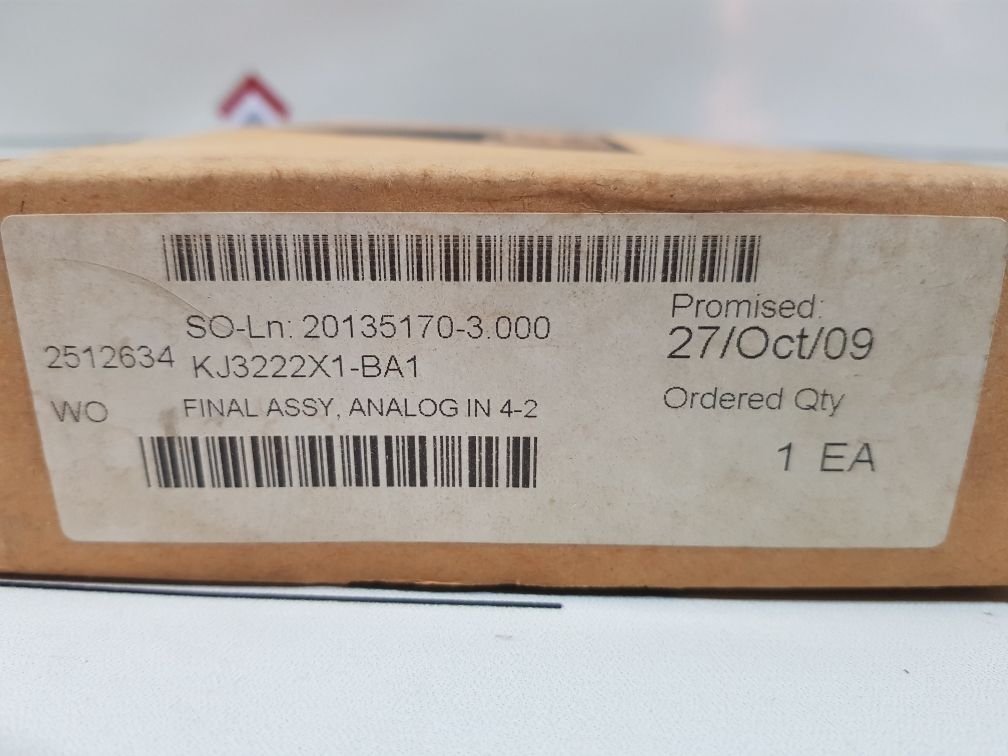 SO-Ln: 20135170-3.000
2512634 KJ3222X1-BA1
WO FINAL ASSY, ANALOG IN 4-2
Promised:
27/Oct/09
Ordered Qty
1 EA